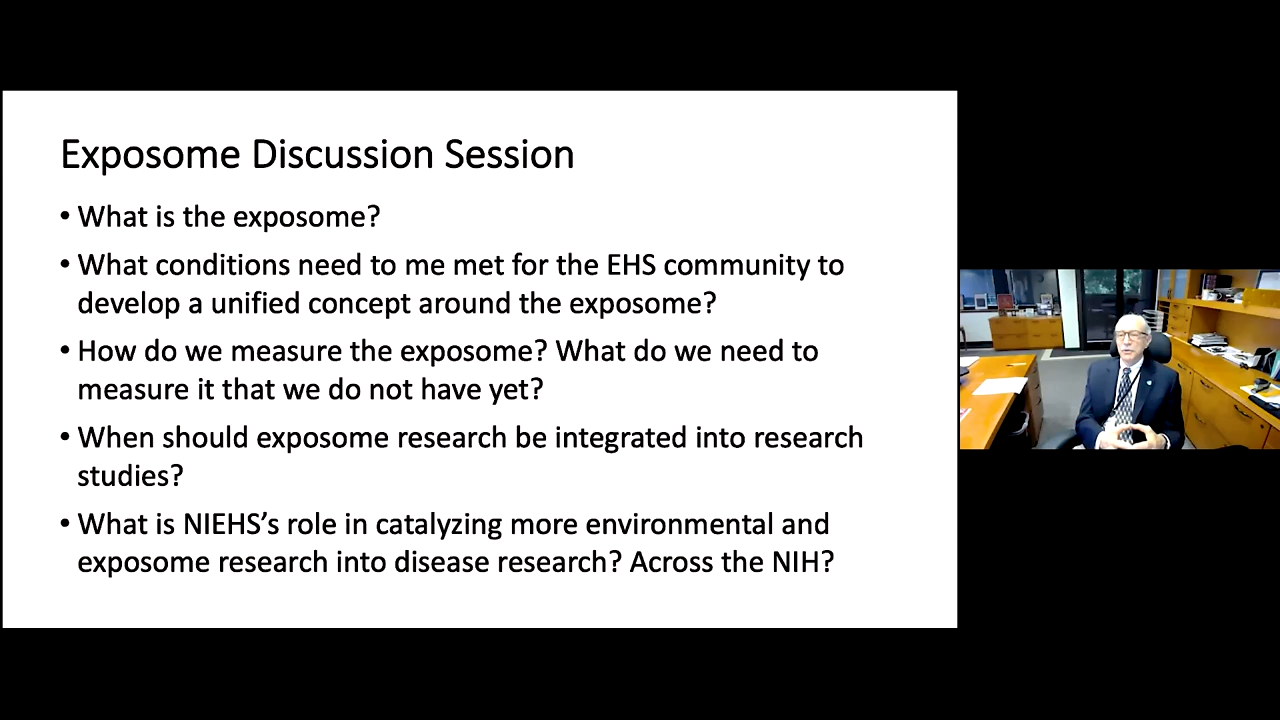 Exposome Discussion Session
• What is the exposome?
• What conditions need to me met for the EHS community to
develop a unified concept around the exposome?
• How do we measure the exposome? What do we need to
measure it that we do not have yet?
• When should exposome research be integrated into research
studies?
• What is NIEHS’s role in catalyzing more environmental and
exposome research into disease research? Across the NIH?